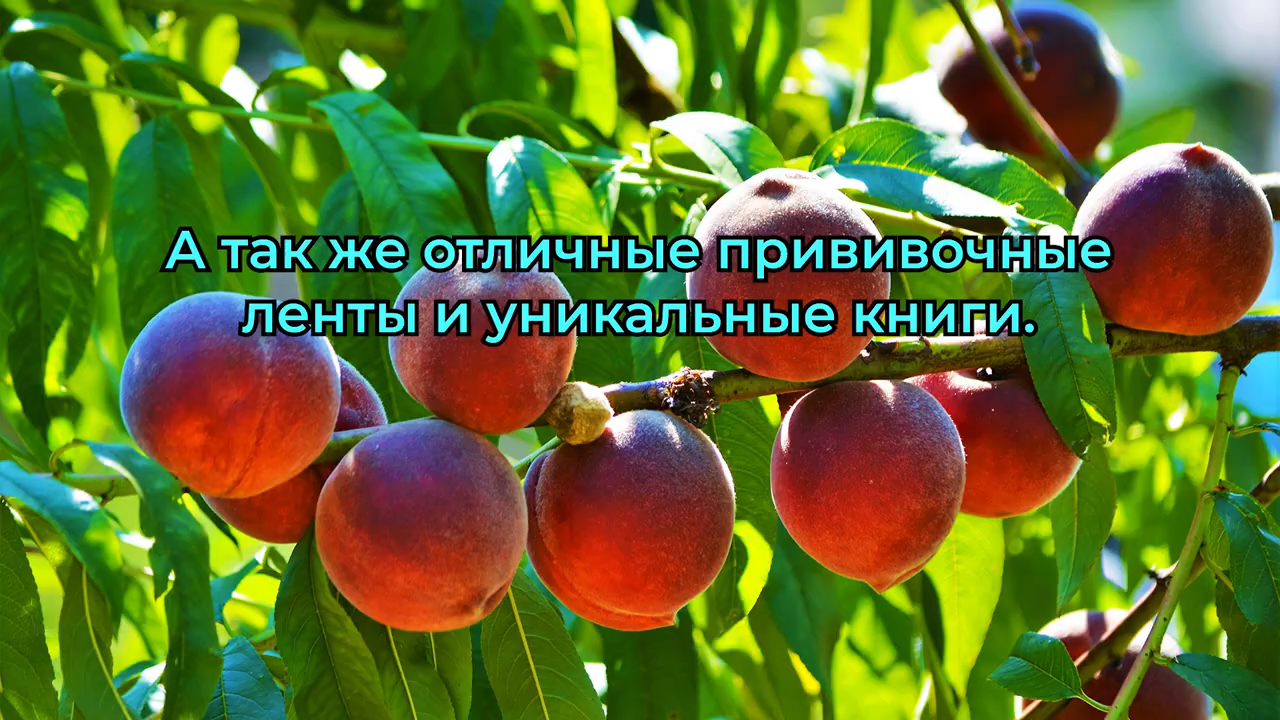 А так же отличные прививочные
ленты и уникальные книги.